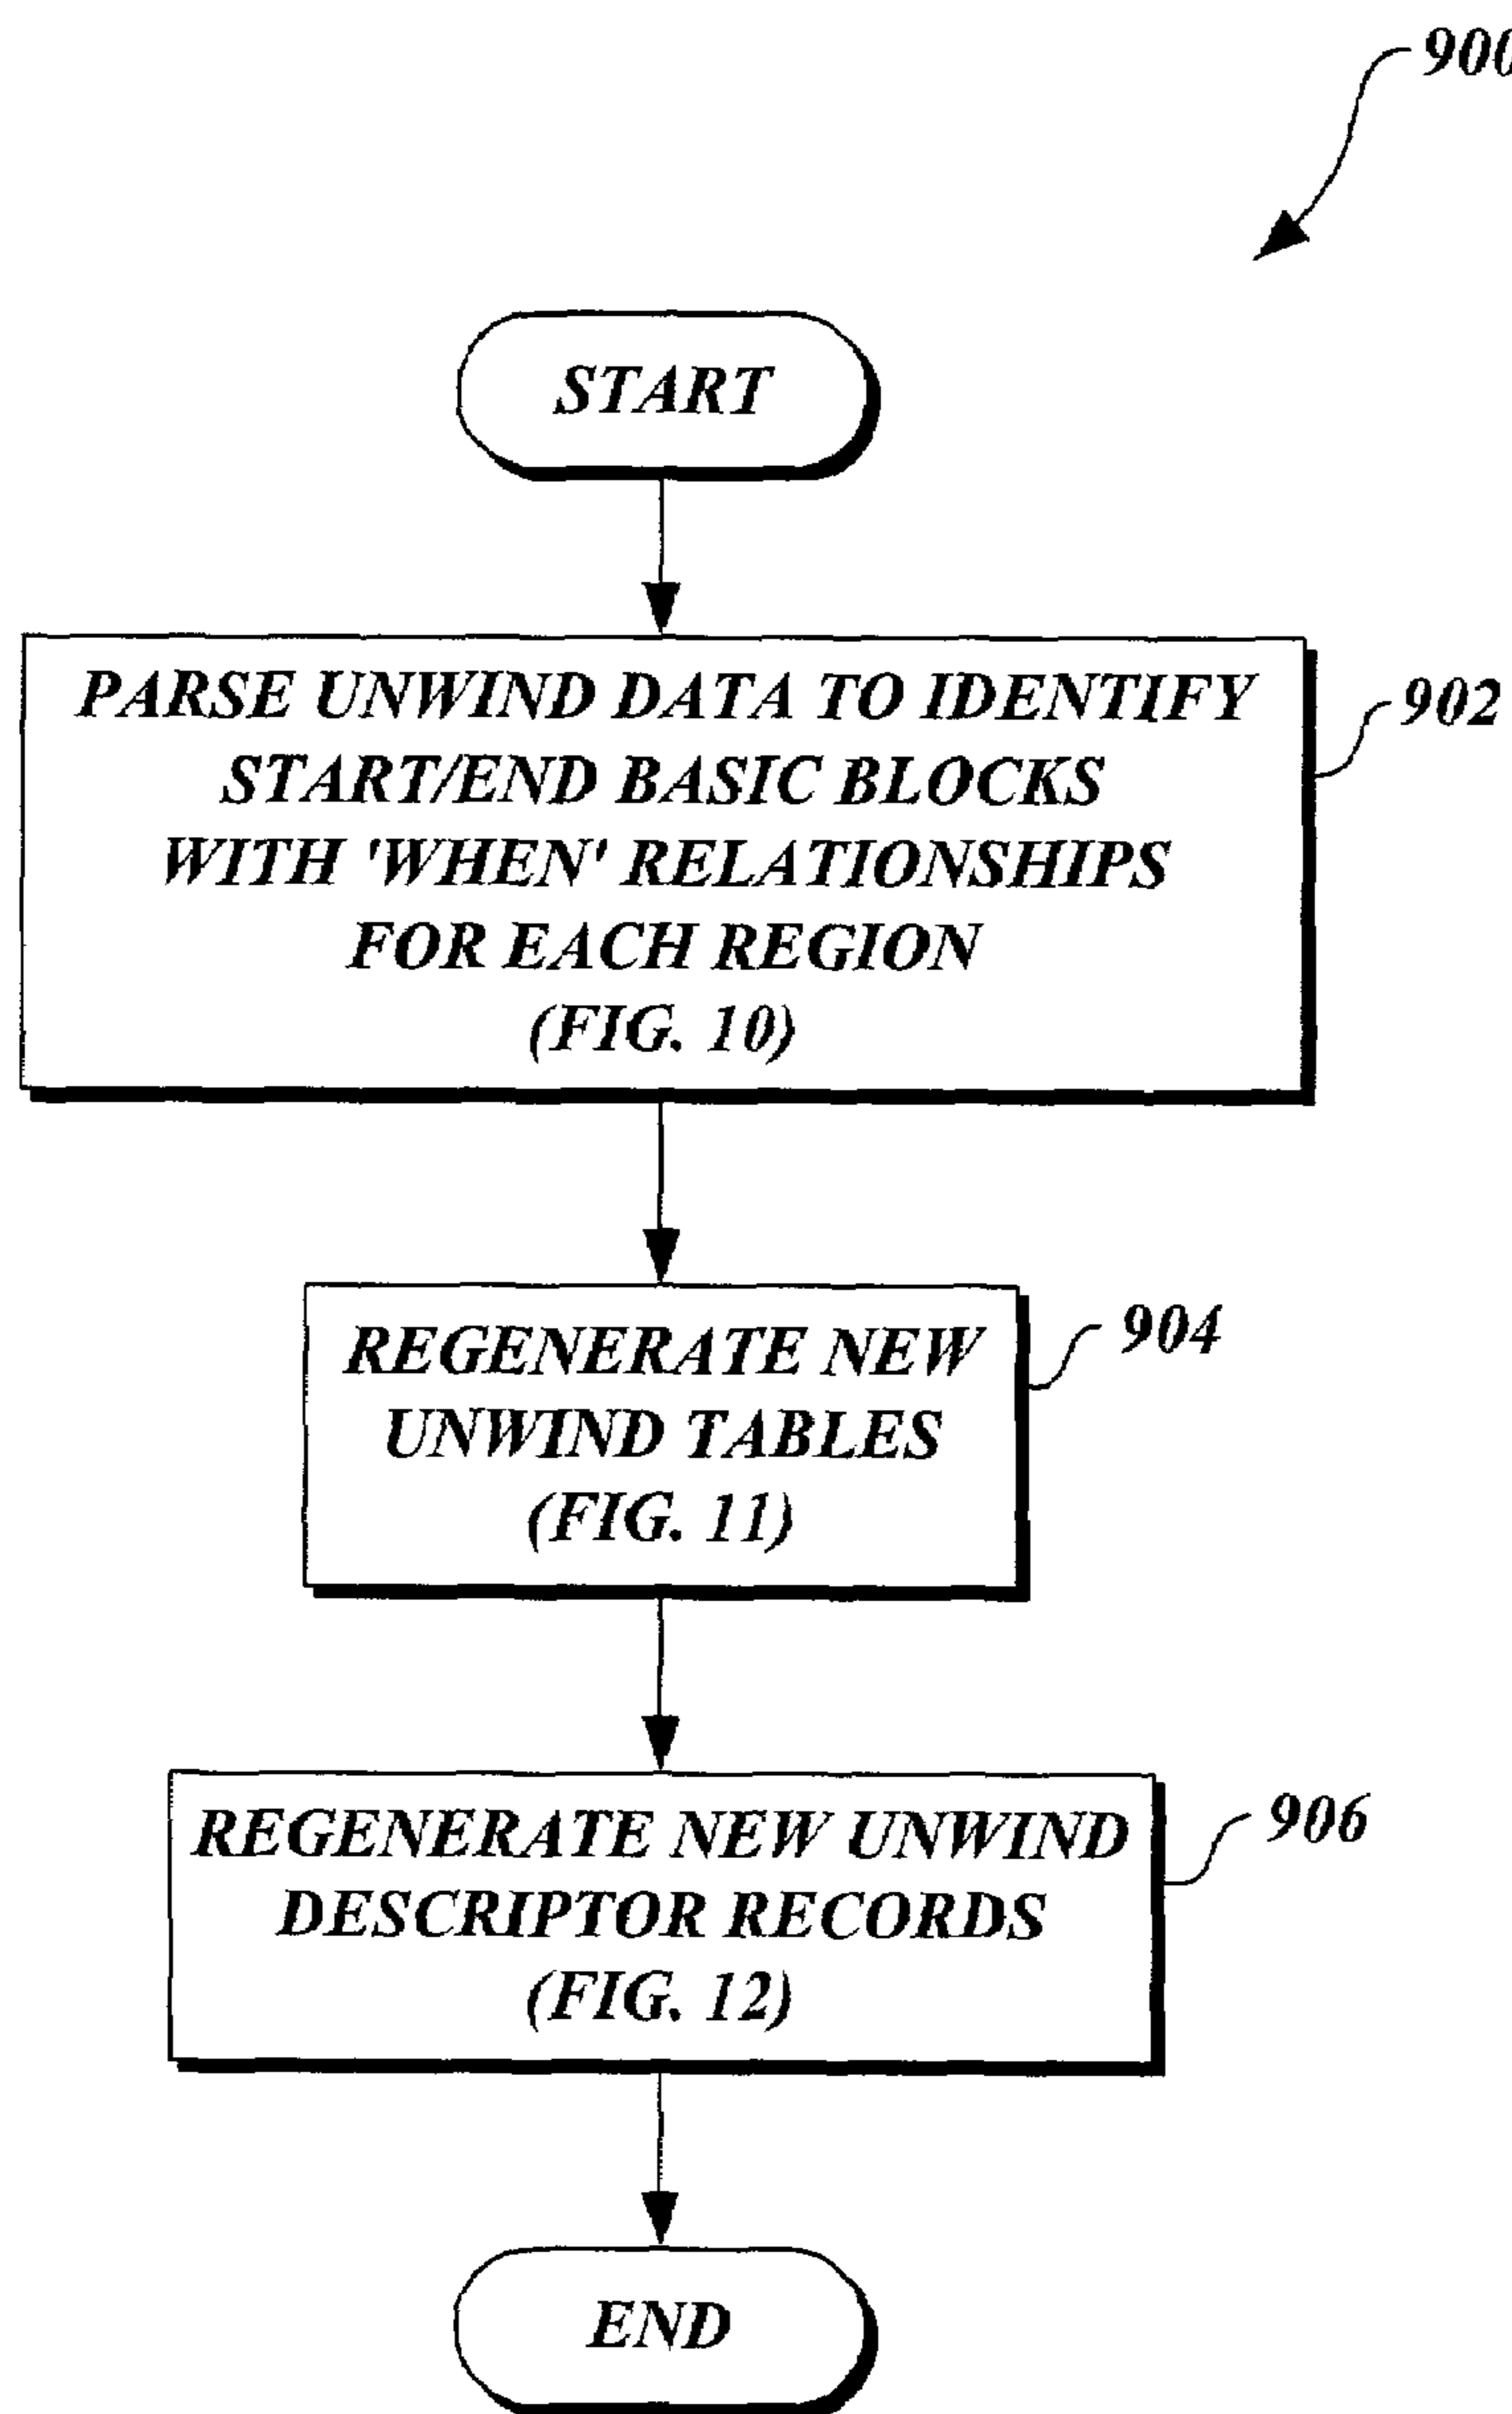 900
START
PARSE UNWIND DATA TO IDENTIFY
START/END BASIC BLOCKS
WITH 'WHEN' RELATIONSHIPS
FOR EACH REGION
(FIG. 10)
902
REGENERATE NEW
UNWIND TABLES
(FIG. 11)
904
REGENERATE NEW UNWIND
DESCRIPTOR RECORDS
(FIG. 12)
906
END